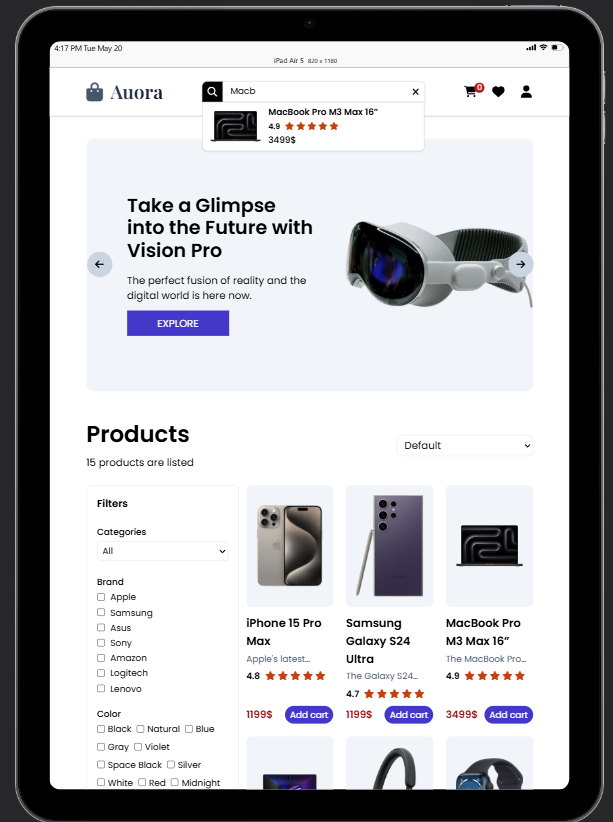 4:17 PM Tue May 20
iPad Air 5 820 x 1180
Auora
Macb
0
MacBook Pro M3 Max 16”
4.9
3499$
Take a Glimpse
into the Future with
Vision Pro
The perfect fusion of reality and the
digital world is here now.
EXPLORE
Products
15 products are listed
Default
Filters
Categories
All
Brand
Apple
Samsung
Asus
Sony
Amazon
Logitech
Lenovo
Color
Black Natural Blue
Gray Violet
Space Black Silver
White Red Midnight
iPhone 15 Pro
Max
Apple's latest...
4.8
1199$ Add cart
Samsung
Galaxy S24
Ultra
The Galaxy S24...
4.7
1199$ Add cart
MacBook Pro
M3 Max 16”
The MacBook Pro...
4.9
3499$ Add cart